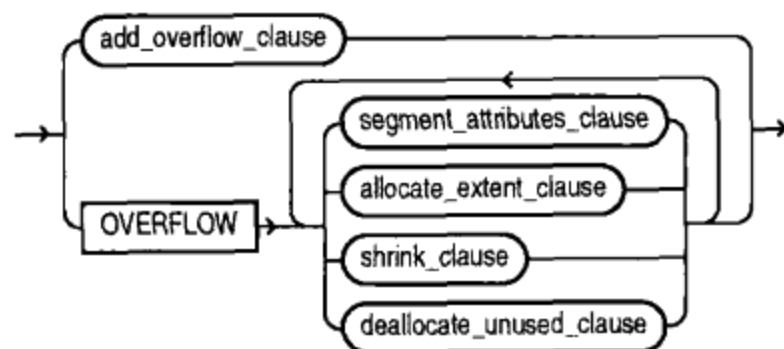 add_overflow_clause
segment_attributes_clause
allocate_extent_clause
OVERFLOW
shrink_clause
deallocate_unused_clause